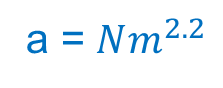 a = Nm^2.2